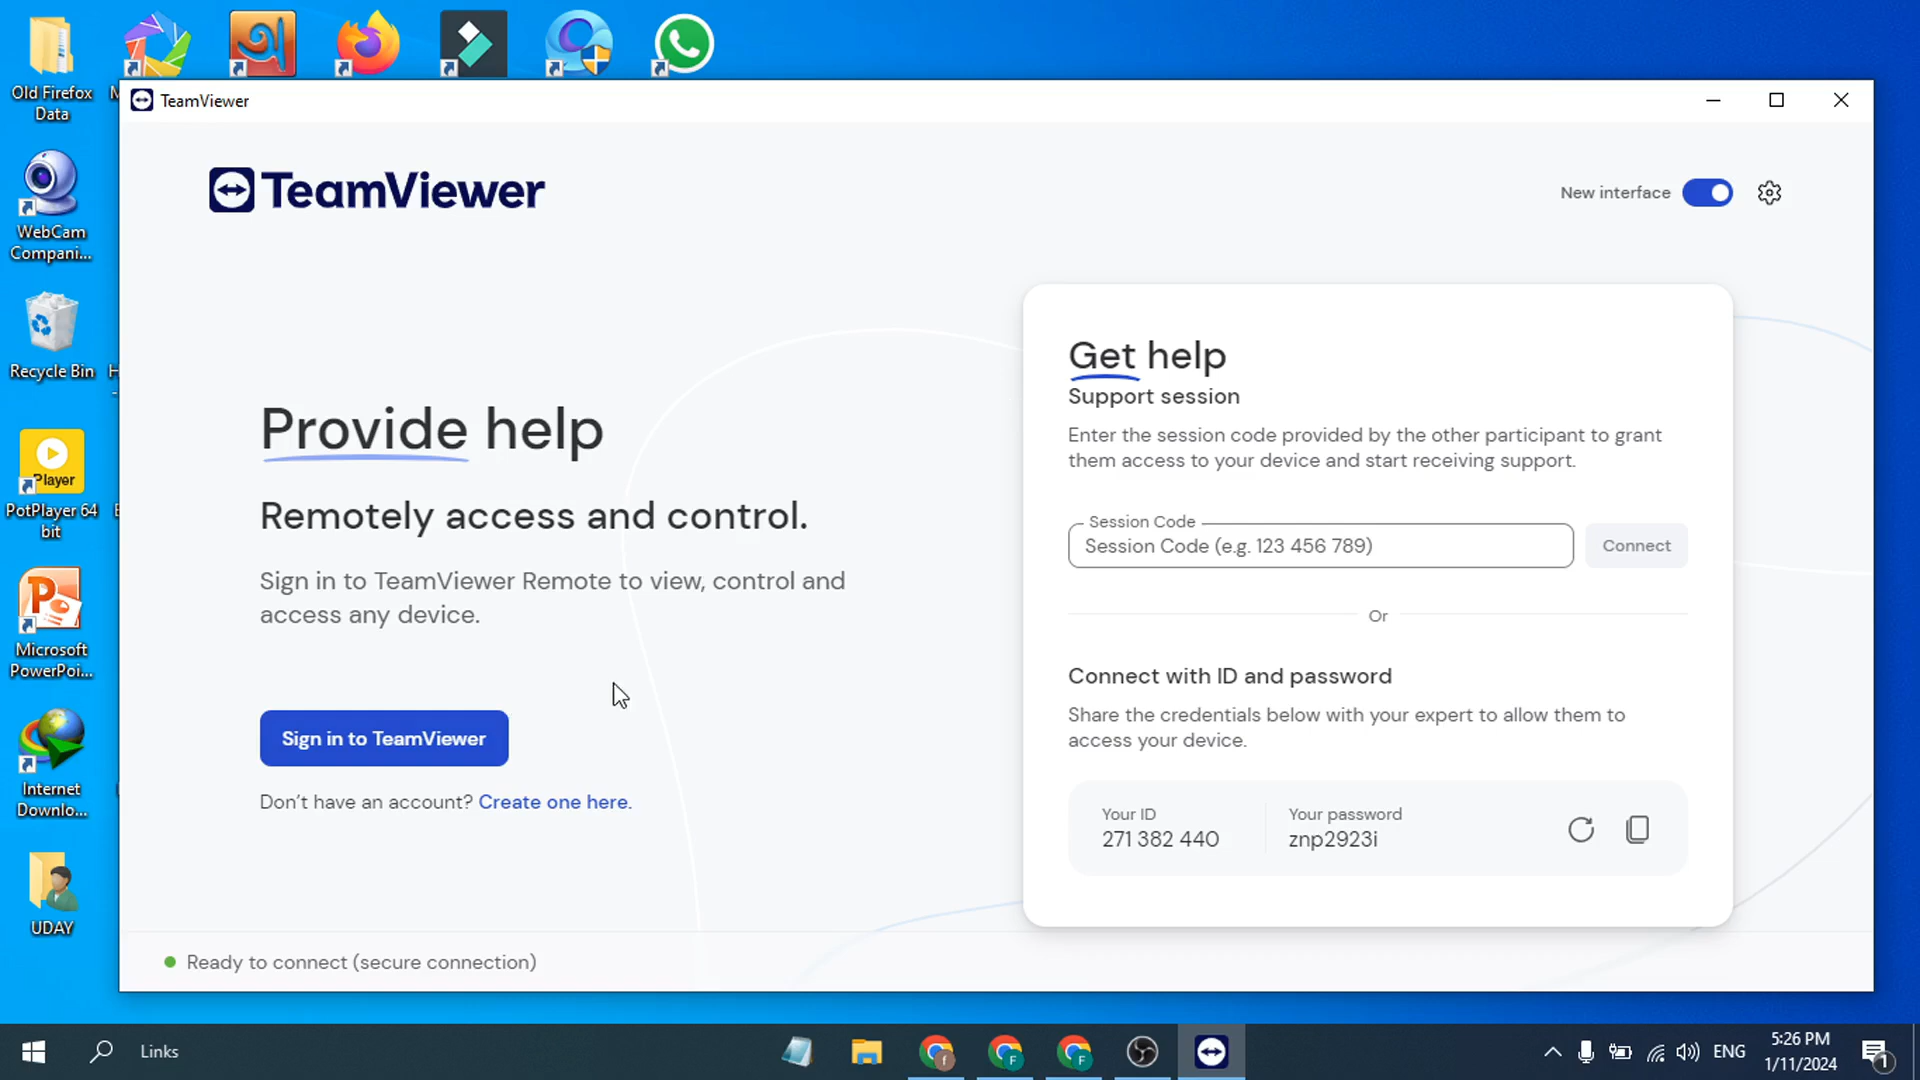 Old Firefox
Data
WebCam
Compani...
Recycle Bin
Player
PotPlayer 64
bit
Microsoft
PowerPoi...
Internet
Downlo...
UDAY
TeamViewer
TeamViewer
New interface
Provide help
Remotely access and control.
Sign in to TeamViewer Remote to view, control and
access any device.
Sign in to TeamViewer
Don't have an account? Create one here.
Get help
Support session
Enter the session code provided by the other participant to grant
them access to your device and start receiving support.
Session Code
Session Code (e.g. 123 456 789)
Connect
Or
Connect with ID and password
Share the credentials below with your expert to allow them to
access your device.
Your ID
271 382 440
Your password
znp2923i
Ready to connect (secure connection)
Links
ENG
5:26 PM
1/11/2024
1